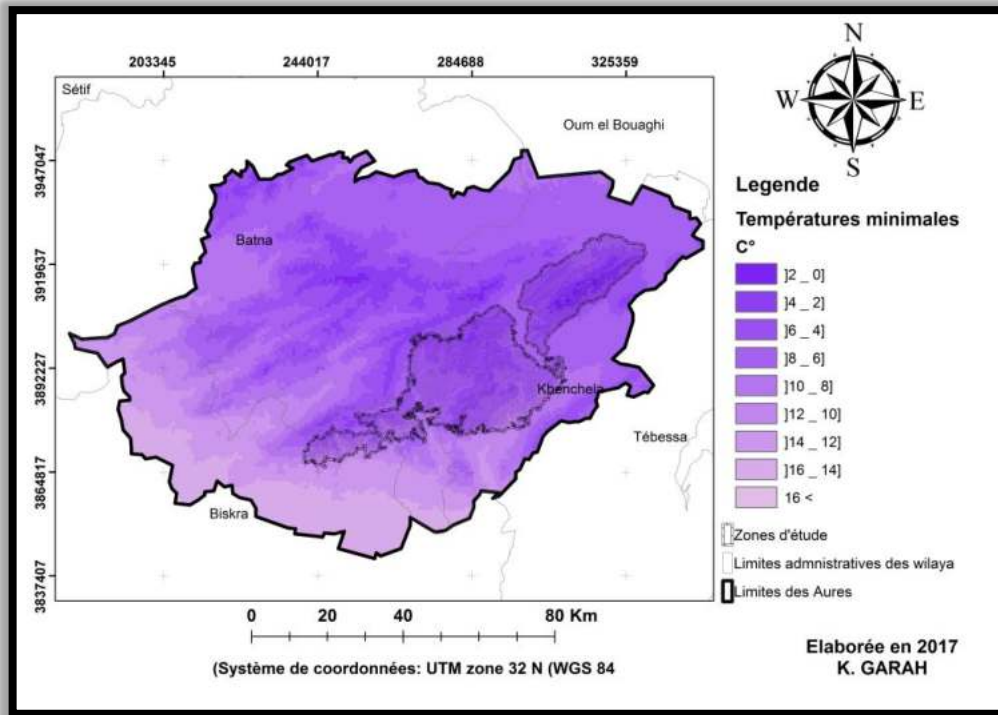 203345 244017 284688 325359
3947047
3919637
3892227
3864817
3837407
Sétif
Oum el Bouaghi
Batna
Khenchela
Tébessa
Biskra
N
W E
S
Legende
Températures minimales
C°
]2 _ 0]
]4 _ 2]
]6 _ 4]
]8 _ 6]
]10 _ 8]
]12 _ 10]
]14 _ 12]
]16 _ 14]
16 <
Zones d'étude
Limites admnistratives des wilaya
Limites des Aures
0 20 40 80 Km
(Système de coordonnées: UTM zone 32 N (WGS 84
Elaborée en 2017
K. GARAH